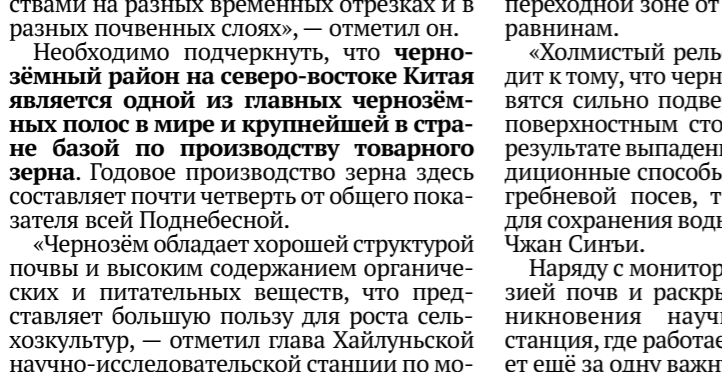 ствами на разных временных отрезках и в
разных почвенных слоях», — отметил он.
Необходимо подчеркнуть, что черно-
зёмный район на северо-востоке Китая
является одной из главных чернозём-
ных полос в мире и крупнейшей в стра-
не базой по производству товарного
зерна. Годовое производство зерна здесь
составляет почти четверть от общего пока-
зателя всей Поднебесной.
«Чернозём обладает хорошей структурой
почвы и высоким содержанием органиче-
ских и питательных веществ, что пред-
ставляет большую пользу для роста сель-
хозкультур, — отметил глава Хайлуньской
научно-исследовательской станции по мо-
переходной зоне от
равнинам.
«Холмистый рель
дит к тому, что черн
вятся сильно подве
поверхностным сто
результате выпадени
диционные способы
гребневой посев, т
для сохранения водь
Чжан Синъи.
Наряду с монитор
зией почв и раскры
никновения научн
станция, где работае
ет ещё за одну важн